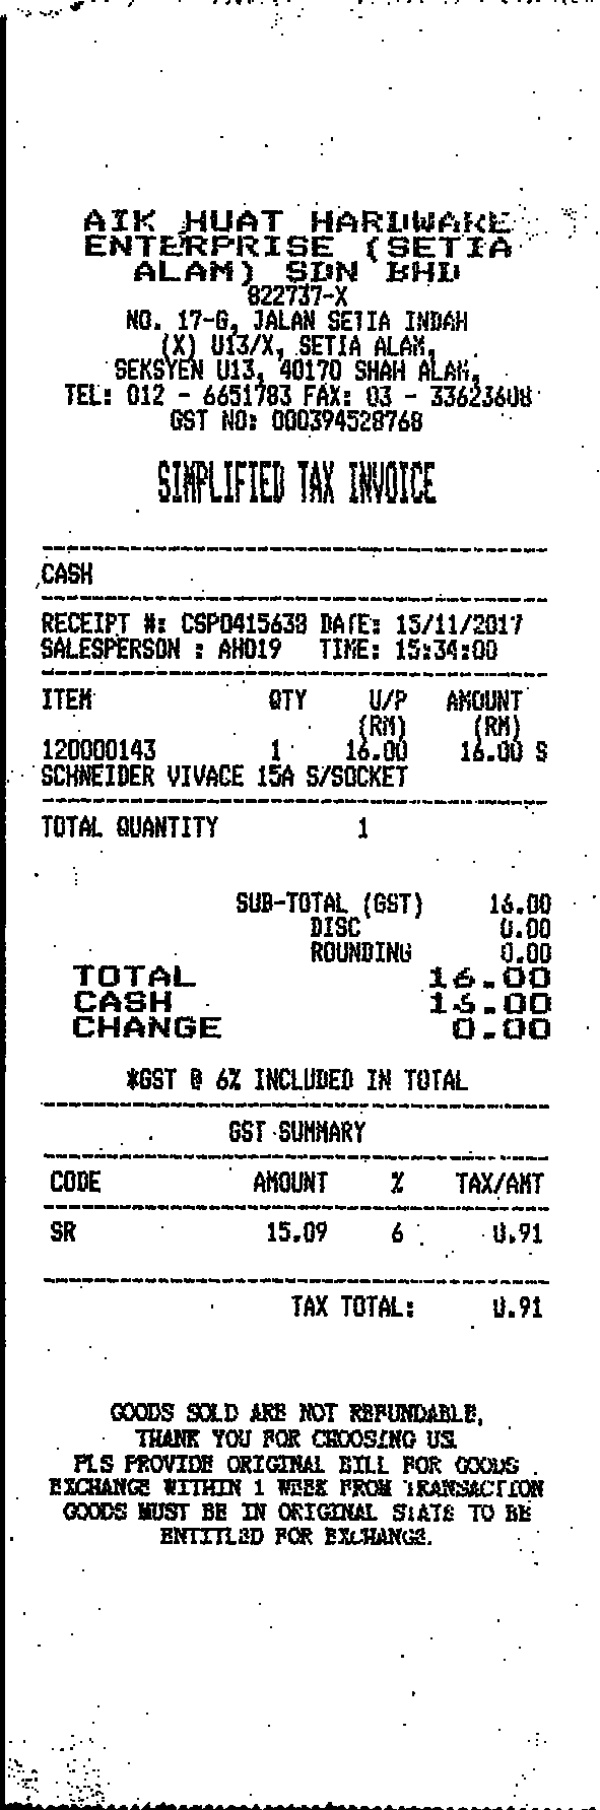 AIK HUAT HARDWARE
ENTERPRISE (SETIA
ALAM) SDN BHD
822737-X
NO. 17-G, JALAN SETIA INDAH
(X) U13/X, SETIA ALAM,
SEKSYEN U13, 40170 SHAH ALAM,
TEL: 012 - 6651783 FAX: 03 - 33623608
GST NO: 000394528768
SIMPLIFIED TAX INVOICE
CASH
RECEIPT #: CSP0415638 DATE: 15/11/2017
SALESPERSON : AH019 TIME: 15:34:00
ITEM QTY U/P AMOUNT
(RM) (RM)
120000143 1 16.00 16.00 S
SCHNEIDER VIVACE 15A S/SOCKET
TOTAL QUANTITY 1
SUB-TOTAL (GST) 16.00
DISC 0.00
ROUNDING 0.00
TOTAL 16.00
CASH 16.00
CHANGE 0.00
*GST @ 6% INCLUDED IN TOTAL
GST SUMMARY
CODE AMOUNT % TAX/AMT
SR 15.09 6 0.91
TAX TOTAL: 0.91
GOODS SOLD ARE NOT REFUNDABLE,
THANK YOU FOR CHOOSING US.
PLS PROVIDE ORIGINAL BILL FOR GOODS
EXCHANGE WITHIN 1 WEEK FROM TRANSACTION
GOODS MUST BE IN ORIGINAL STATE TO BE
ENTITLED FOR EXCHANGE.